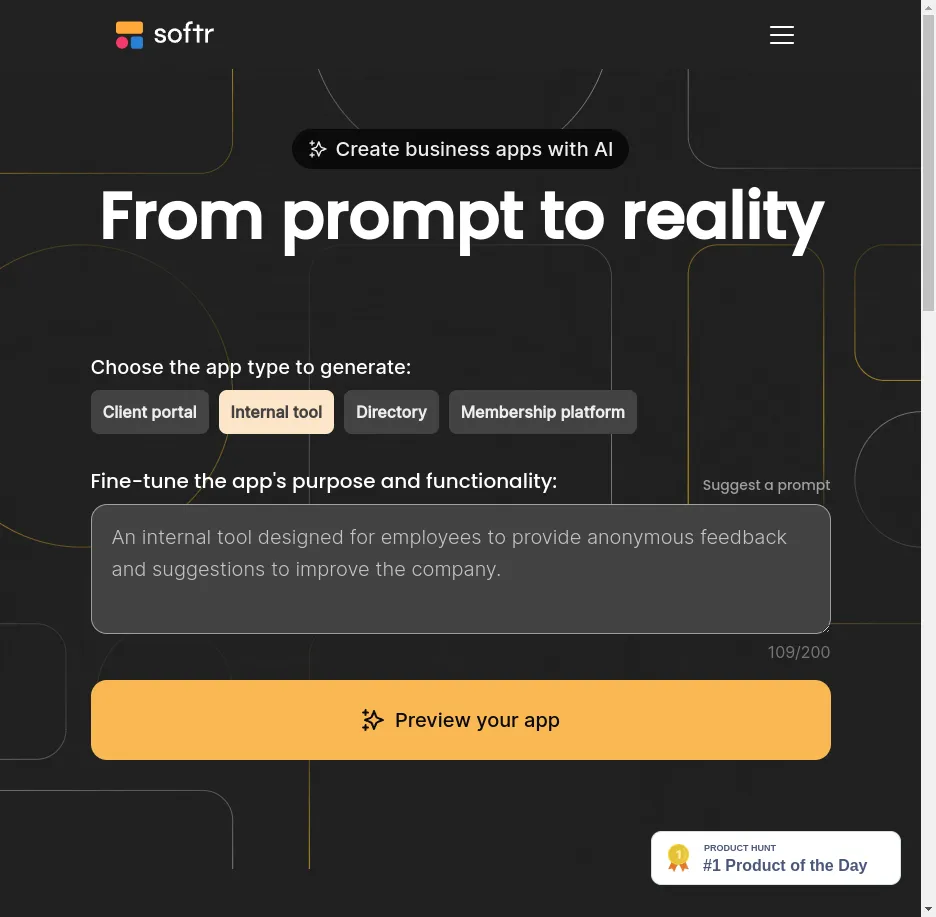 softr
Create business apps with AI
From prompt to reality
Choose the app type to generate:
Client portal
Internal tool
Directory
Membership platform
Fine-tune the app's purpose and functionality:
Suggest a prompt
An internal tool designed for employees to provide anonymous feedback
and suggestions to improve the company.
109/200
Preview your app
1
PRODUCT HUNT
#1 Product of the Day